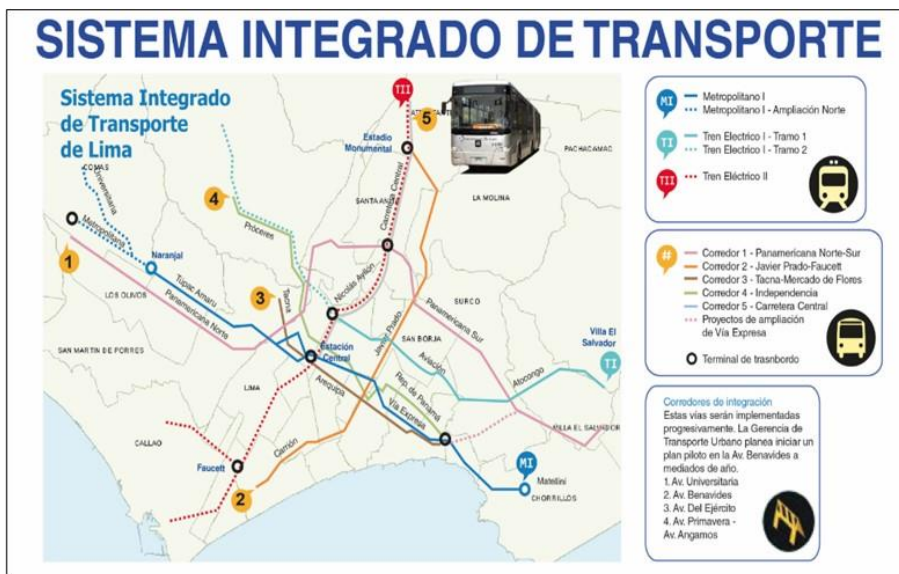 SISTEMA INTEGRADO DE TRANSPORTE
Sistema Integrado
de Transporte
de Lima
COMAS
Universitaria
Metropolitana
1
Naranjal
LOS OLIVOS
Túpac Amaru
Panamericana Norte
SAN MARTIN DE PORRES
4
Próceres
3
Tacna
TII
5
Estadio
Monumental
Carretera Central
SANTA ANITA
LA MOLINA
PACHACAMAC
Nicolás Ayllón
Panamericana Sur
SURCO
Javier Prado
SAN BORJA
Villa El
Salvador
TI
Estación
Central
Aviación
Atocongo
LIMA
Arequipa
Rep. de Panamá
Vía Expresa
VILLA EL SALVADOR
CALLAO
Faucett
Camón
2
MI
Matellini
CHORRILLOS
MI
Metropolitano I
Metropolitano I - Ampliación Norte
TI
Tren Electrico I - Tramo 1
Tren Electrico I - Tramo 2
TII
Tren Eléctrico II
#
Corredor 1 - Panamericana Norte-Sur
Corredor 2 - Javier Prado-Faucett
Corredor 3 - Tacna-Mercado de Flores
Corredor 4 - Independencia
Corredor 5 - Carretera Central
Proyectos de ampliación
de Vía Expresa
Terminal de trasnbordo
Corredores de integración
Estas vías serán implementadas
progresivamente. La Gerencia de
Transporte Urbano planea iniciar un
plan piloto en la Av. Benavides a
mediados de año.
1. Av. Universitaria
2. Av. Benavides
3. Av. Del Ejército
4. Av. Primavera -
Av. Angamos